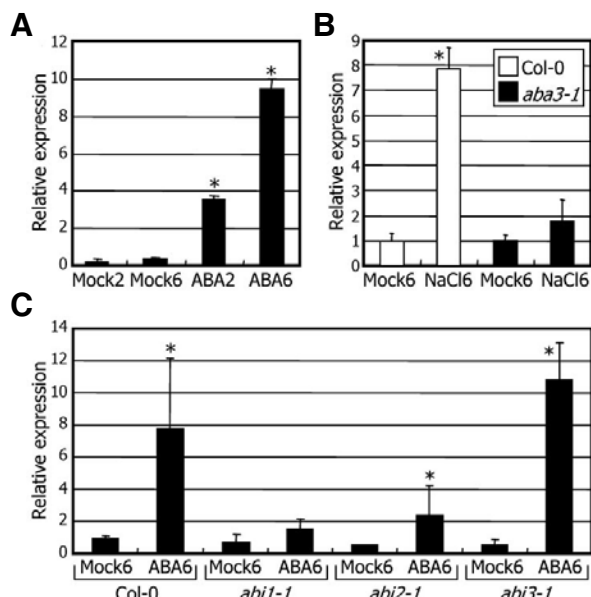 A
Relative expression
12
10
8
6
4
2
0
Mock2 Mock6 ABA2 ABA6
*
*
B
Relative expression
9
8
7
6
5
4
3
2
1
0
Mock6 NaCl6 Mock6 NaCl6
*
Col-0
aba3-1
C
Relative expression
14
12
10
8
6
4
2
0
*
*
*
Mock6 ABA6 Mock6 ABA6 Mock6 ABA6 Mock6 ABA6
Col-0 abi1-1 abi2-1 abi3-1